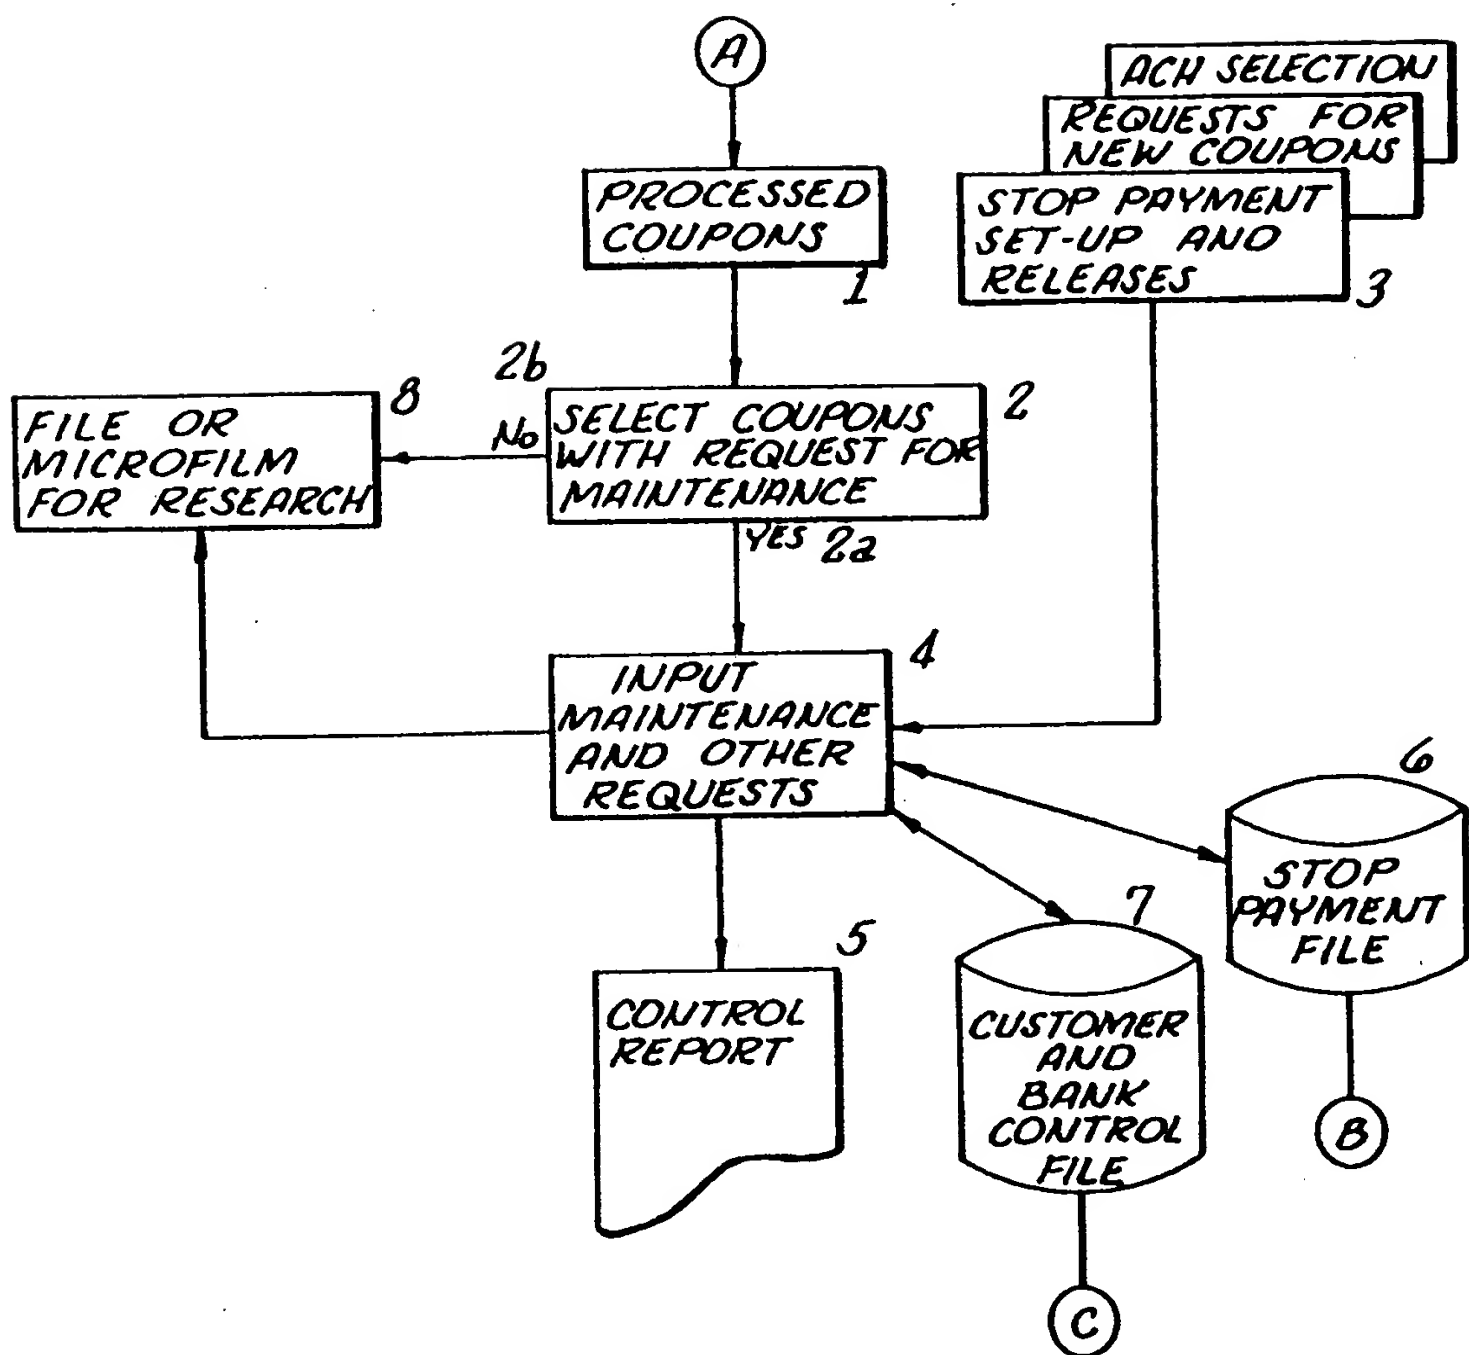 A
ACH SELECTION
REQUESTS FOR
NEW COUPONS
PROCESSED
COUPONS
1
STOP PAYMENT
SET-UP AND
RELEASES
3
2b
8
2
FILE OR
MICROFILM
FOR RESEARCH
No
SELECT COUPONS
WITH REQUEST FOR
MAINTENANCE
YES 2a
4
INPUT
MAINTENANCE
AND OTHER
REQUESTS
6
STOP
PAYMENT
FILE
7
5
CONTROL
REPORT
CUSTOMER
AND
BANK
CONTROL
FILE
B
C